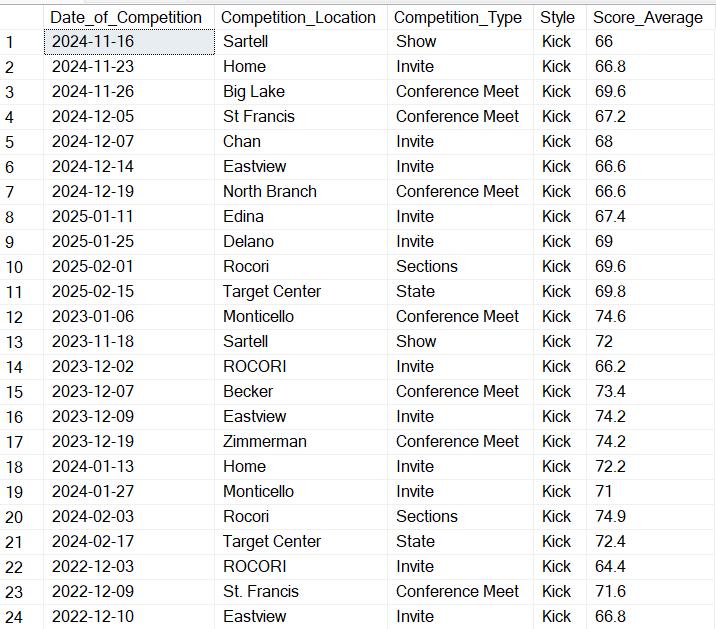 Date_of_Competition Competition_Location Competition_Type Style Score_Average
1 2024-11-16 Sartell Show Kick 66
2 2024-11-23 Home Invite Kick 66.8
3 2024-11-26 Big Lake Conference Meet Kick 69.6
4 2024-12-05 St Francis Conference Meet Kick 67.2
5 2024-12-07 Chan Invite Kick 68
6 2024-12-14 Eastview Invite Kick 66.6
7 2024-12-19 North Branch Conference Meet Kick 66.6
8 2025-01-11 Edina Invite Kick 67.4
9 2025-01-25 Delano Invite Kick 69
10 2025-02-01 Rocori Sections Kick 69.6
11 2025-02-15 Target Center State Kick 69.8
12 2023-01-06 Monticello Conference Meet Kick 74.6
13 2023-11-18 Sartell Show Kick 72
14 2023-12-02 ROCORI Invite Kick 66.2
15 2023-12-07 Becker Conference Meet Kick 73.4
16 2023-12-09 Eastview Invite Kick 74.2
17 2023-12-19 Zimmerman Conference Meet Kick 74.2
18 2024-01-13 Home Invite Kick 72.2
19 2024-01-27 Monticello Invite Kick 71
20 2024-02-03 Rocori Sections Kick 74.9
21 2024-02-17 Target Center State Kick 72.4
22 2022-12-03 ROCORI Invite Kick 64.4
23 2022-12-09 St. Francis Conference Meet Kick 71.6
24 2022-12-10 Eastview Invite Kick 66.8